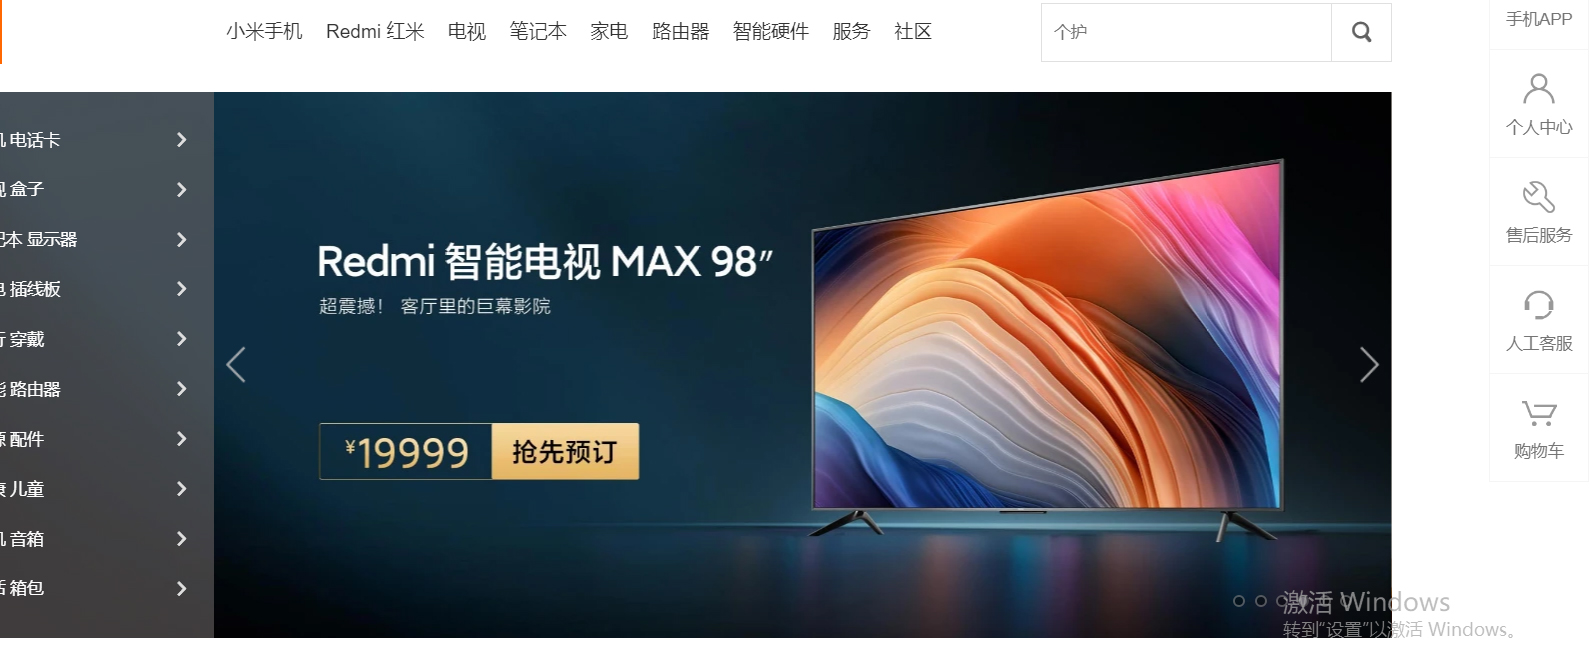 小米手机 Redmi 红米 电视 笔记本 家电 路由器 智能硬件 服务 社区
个护
手机APP
个人中心
售后服务
人工客服
购物车
电话卡
盒子
本 显示器
插线板
穿戴
路由器
配件
儿童
音箱
箱包
Redmi 智能电视 MAX 98″
超震撼！ 客厅里的巨幕影院
¥19999 抢先预订
激活 Windows
转到"设置"以激活 Windows。